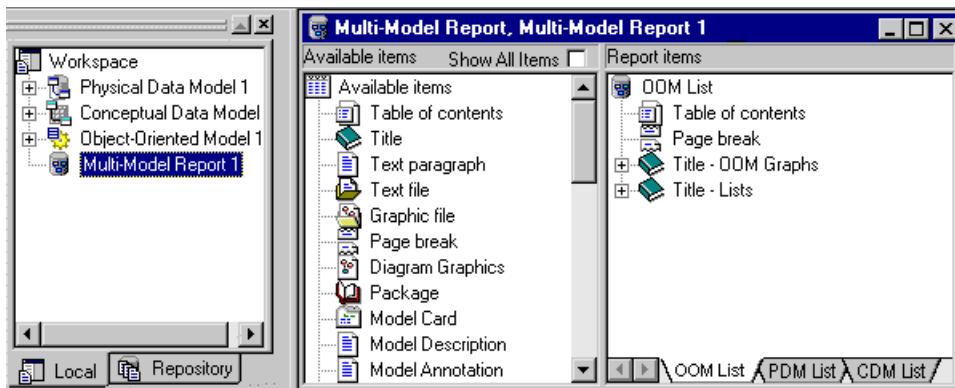 Workspace
Physical Data Model 1
Conceptual Data Model
Object-Oriented Model 1
Multi-Model Report 1
Local
Repository
Multi-Model Report, Multi-Model Report 1
Available items
Show All Items
Report items
Available items
Table of contents
Title
Text paragraph
Text file
Graphic file
Page break
Diagram Graphics
Package
Model Card
Model Description
Model Annotation
OOM List
Table of contents
Page break
Title - OOM Graphs
Title - Lists
OOM List
PDM List
CDM List